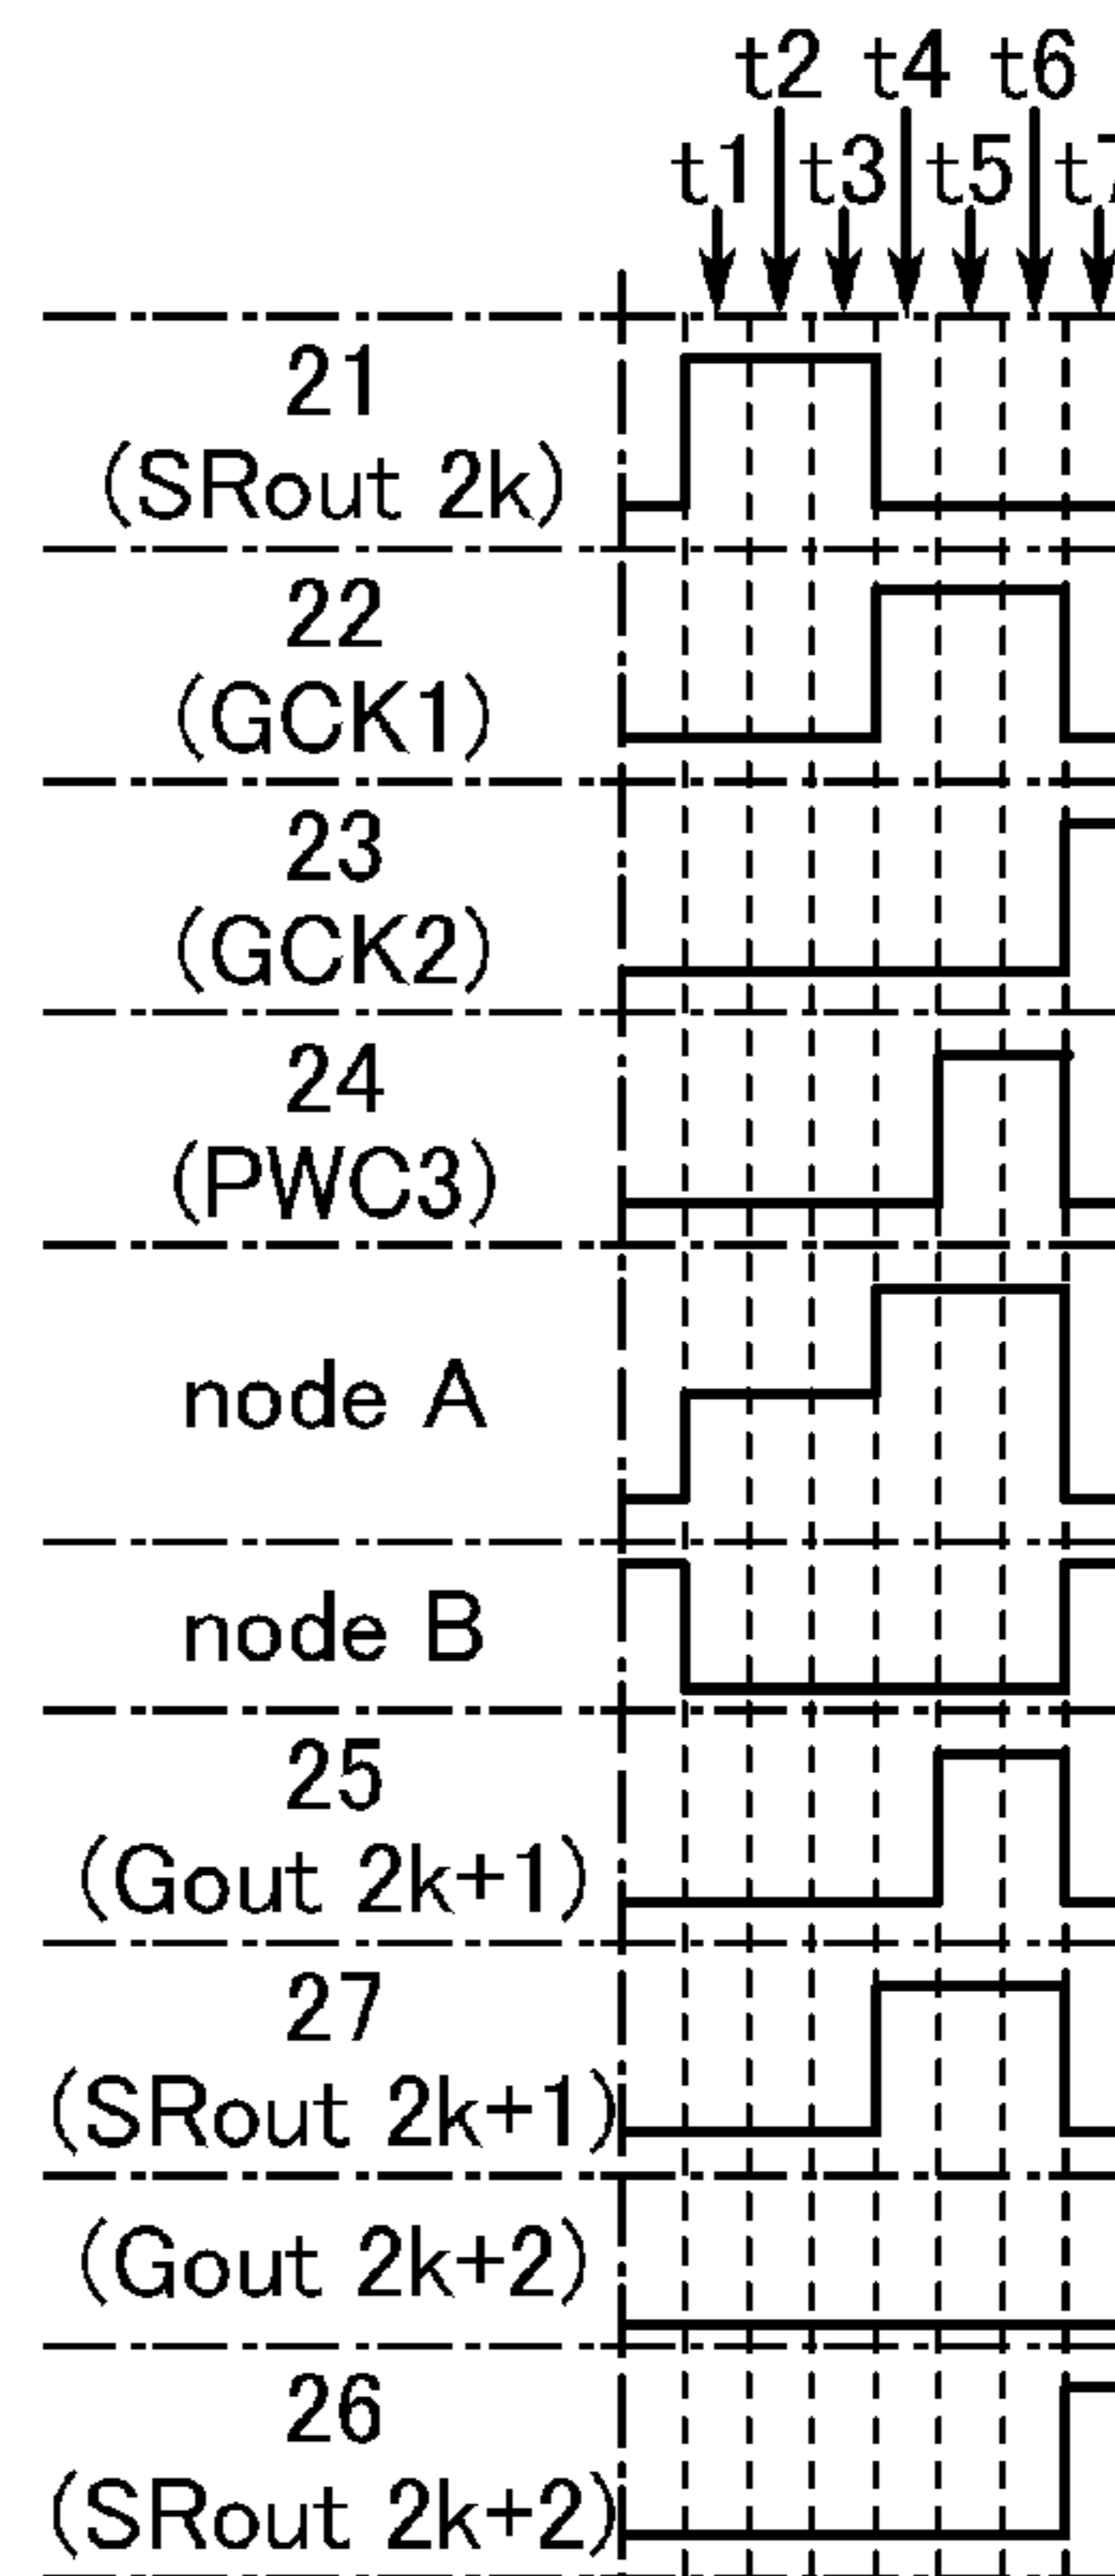 t2 t4 t6
t1 t3 t5 t7
21
(SRout 2k)
22
(GCK1)
23
(GCK2)
24
(PWC3)
node A
node B
25
(Gout 2k+1)
27
(SRout 2k+1)
(Gout 2k+2)
26
(SRout 2k+2)